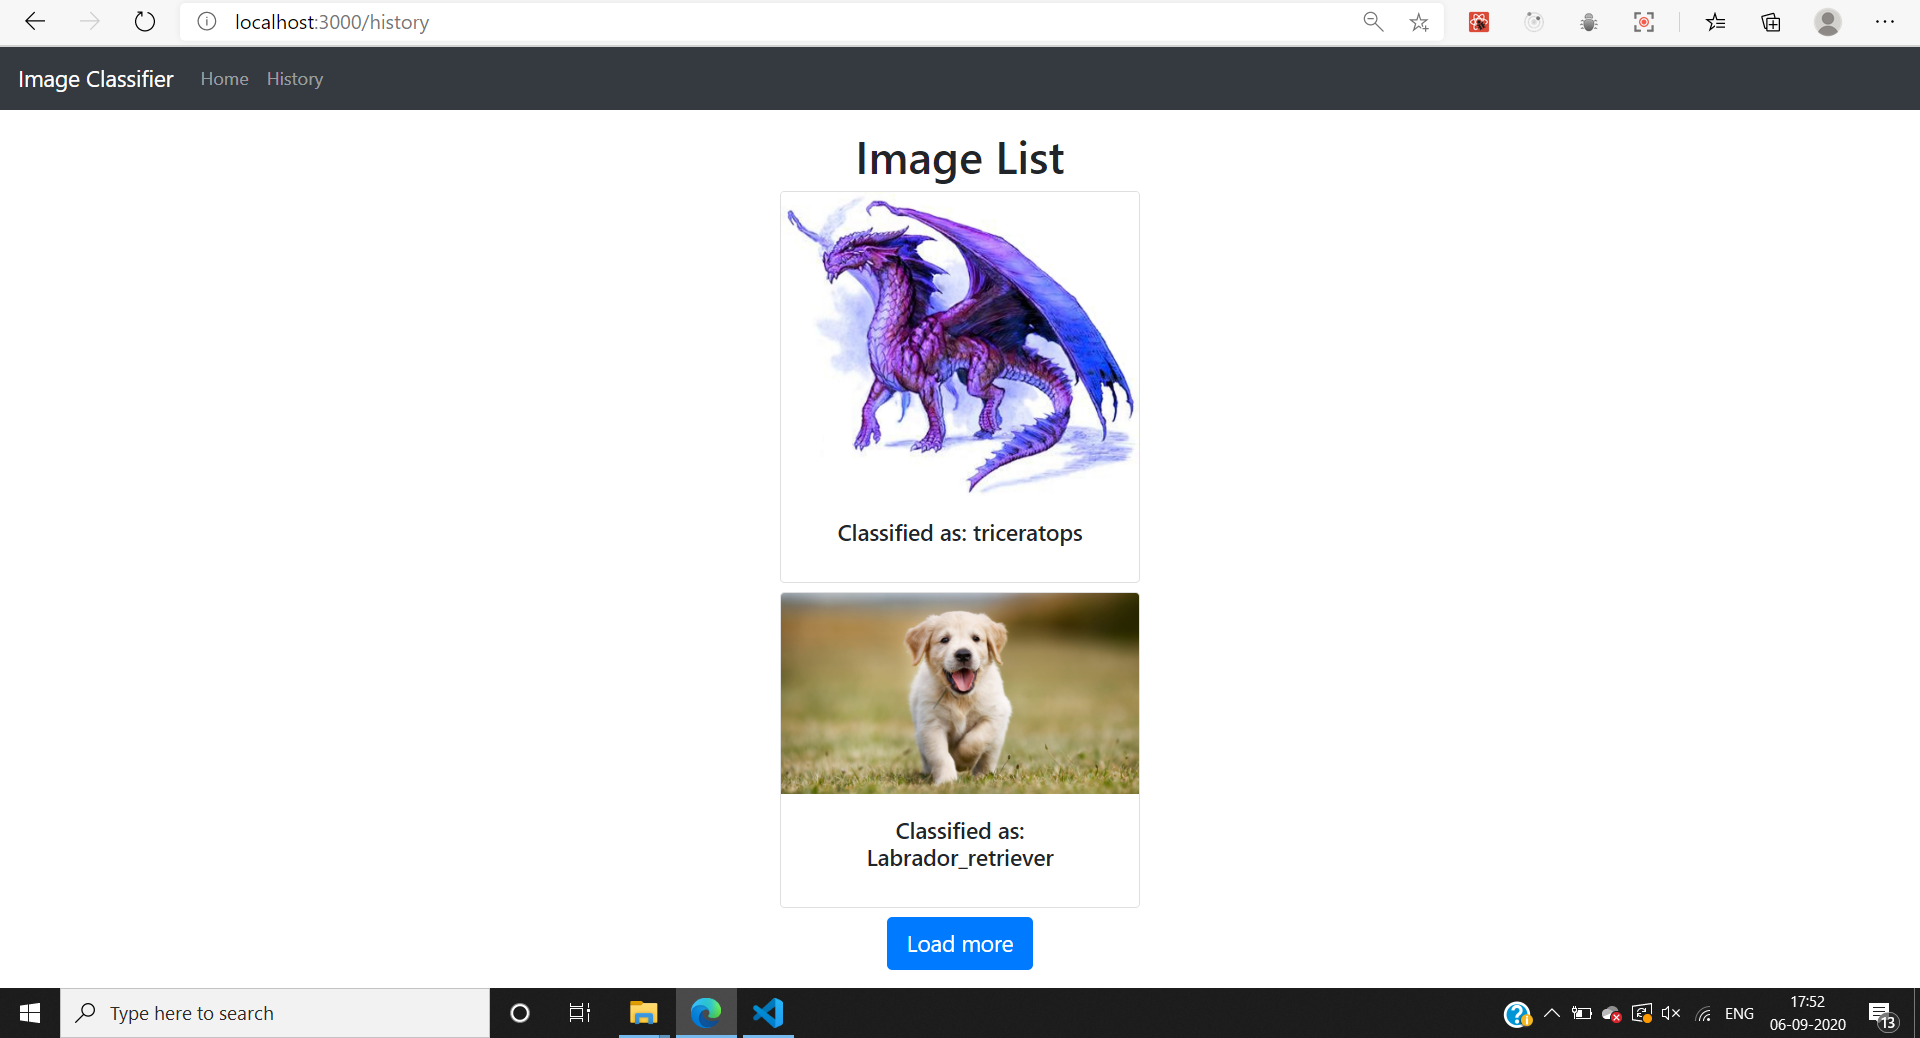 localhost:3000/history
Image Classifier Home History
Image List
Classified as: triceratops
Classified as:
Labrador_retriever
Load more
Type here to search
ENG
17:52
06-09-2020
13